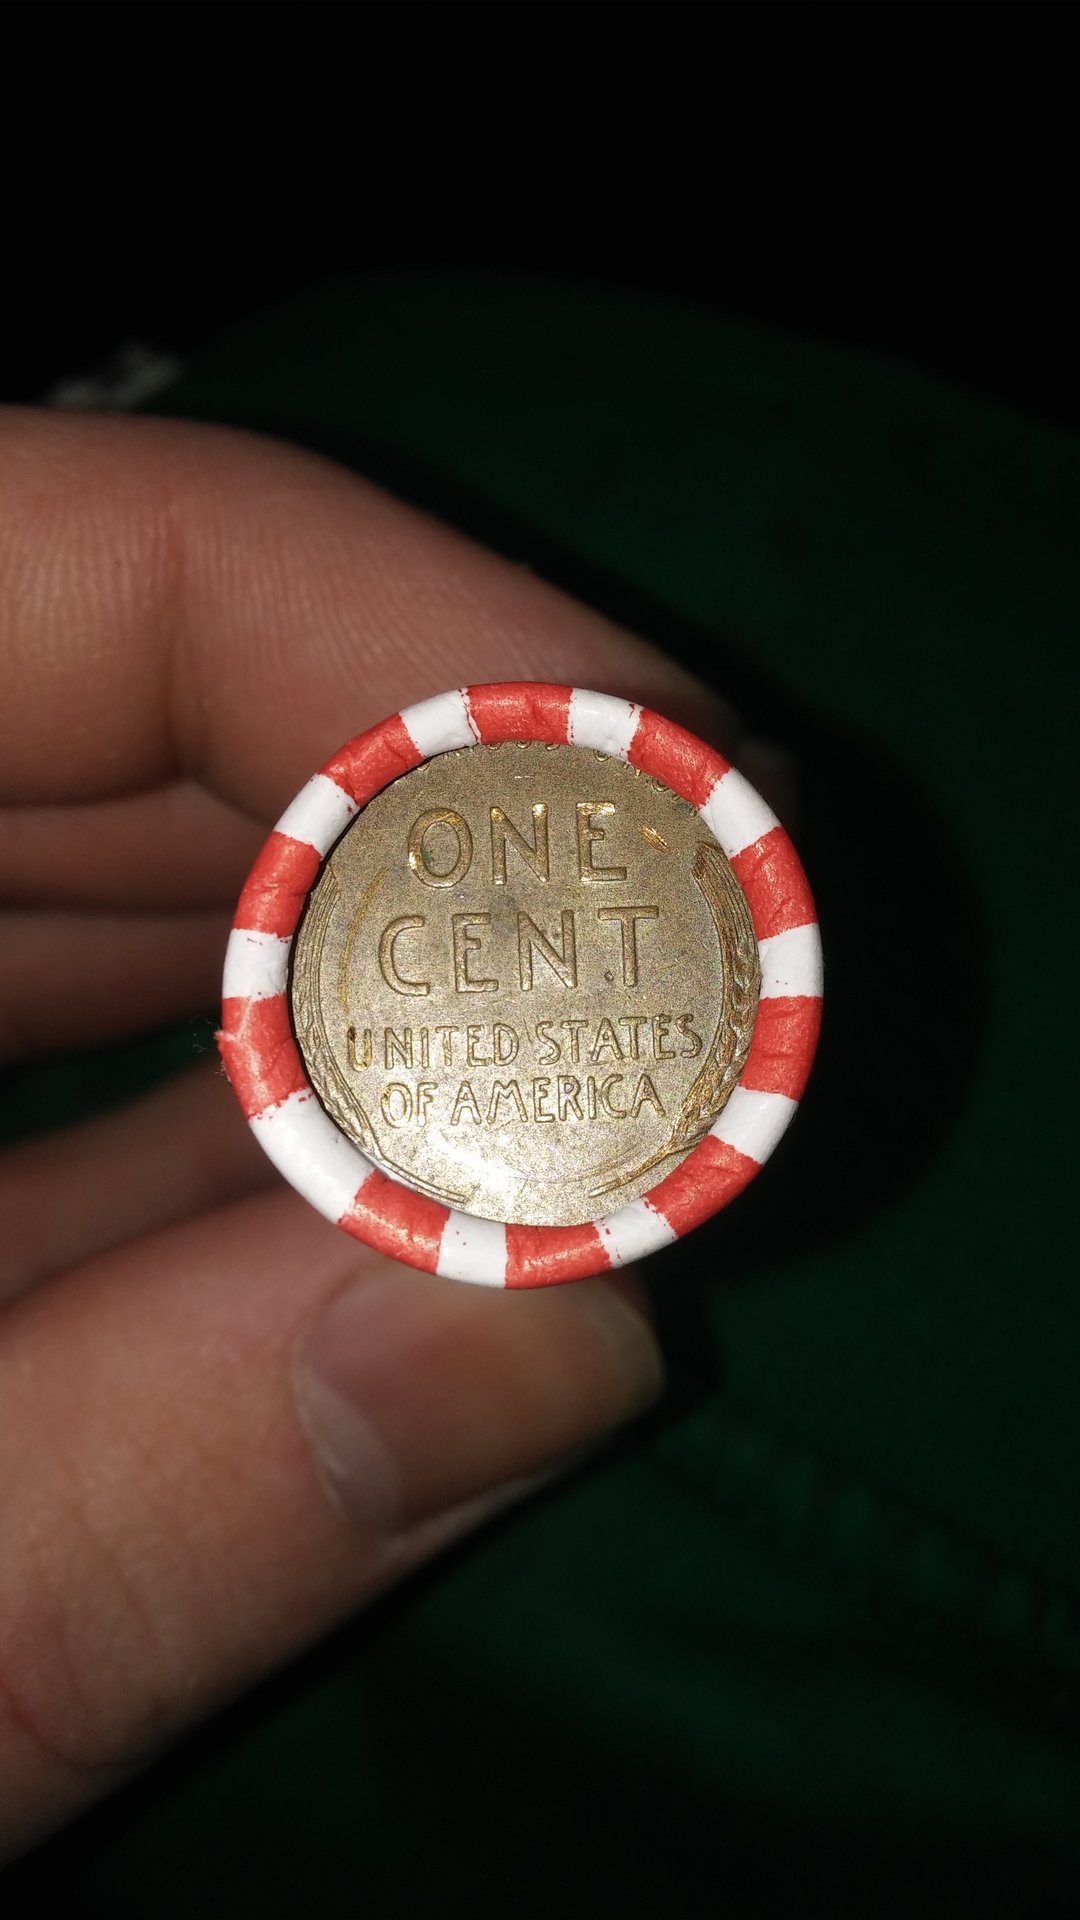 ONE
CENT
UNITED STATES
OF AMERICA